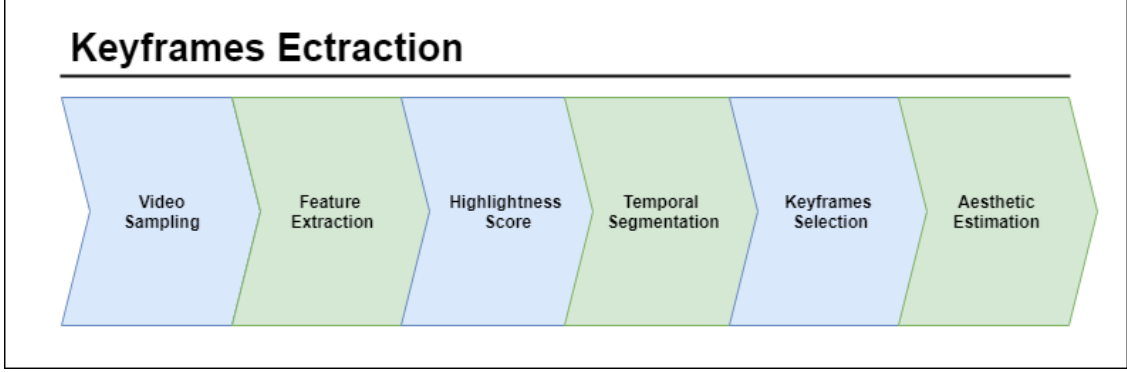 Keyframes Ectraction
Video
Sampling
Feature
Extraction
Highlightness
Score
Temporal
Segmentation
Keyframes
Selection
Aesthetic
Estimation